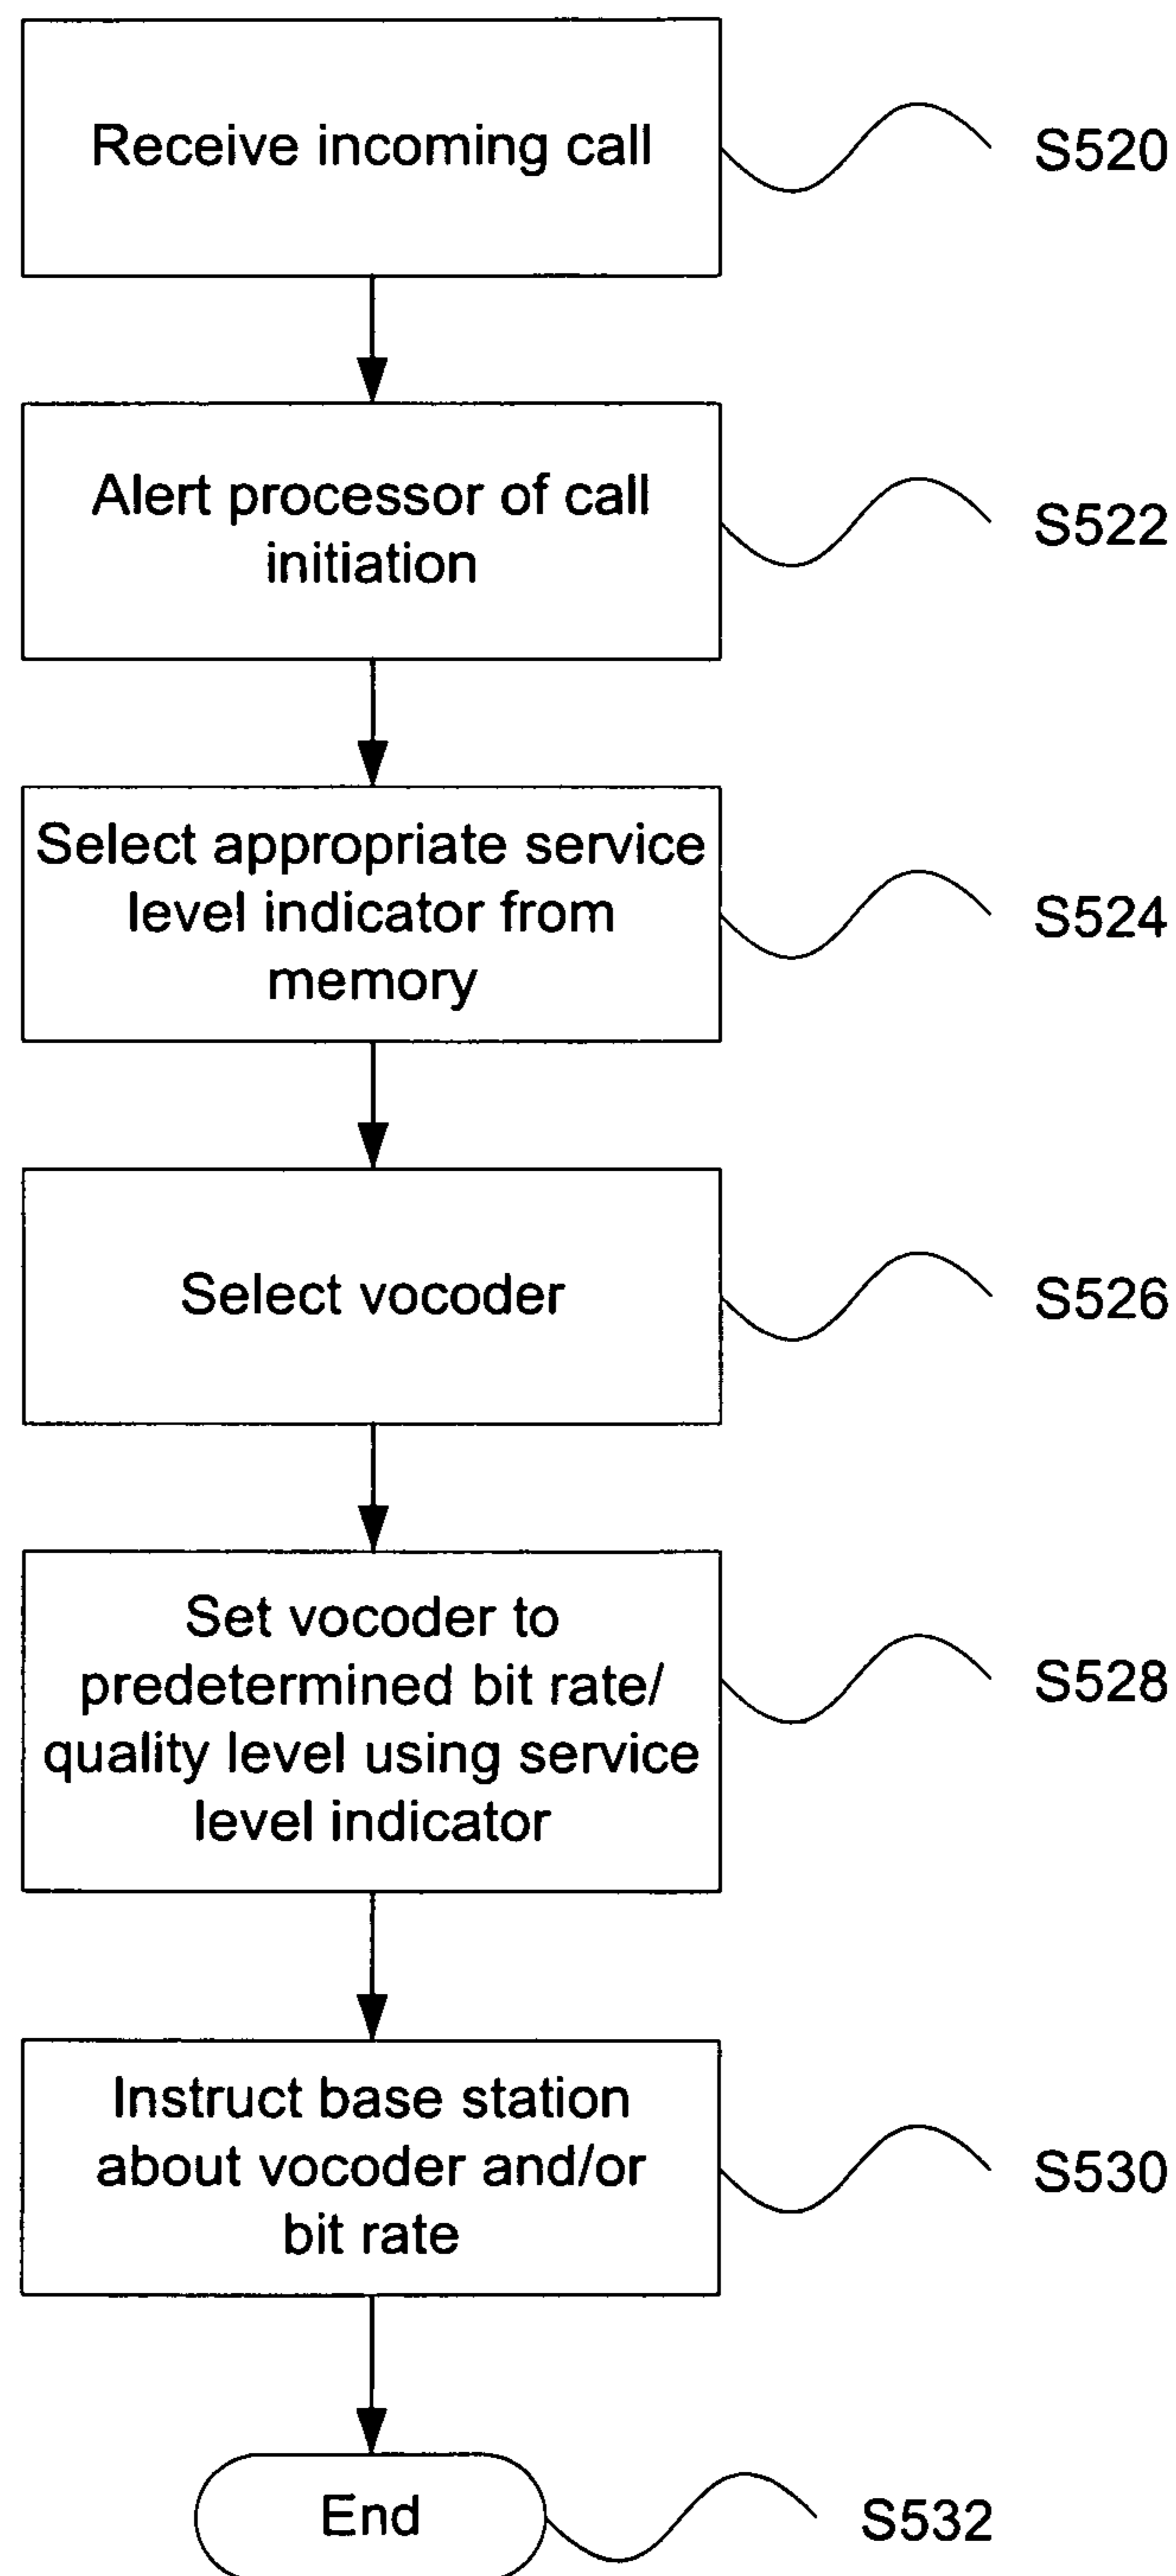 Receive incoming call
S520
Alert processor of call
initiation
S522
Select appropriate service
level indicator from
memory
S524
Select vocoder
S526
Set vocoder to
predetermined bit rate/
quality level using service
level indicator
S528
Instruct base station
about vocoder and/or
bit rate
S530
End
S532